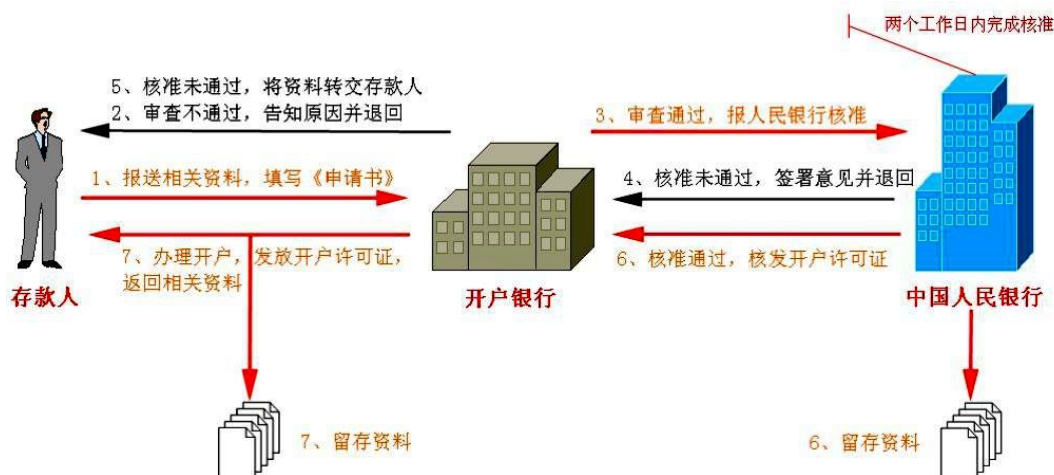 两个工作日内完成核准
5、核准未通过，将资料转交存款人
2、审查不通过，告知原因并退回
3、审查通过，报人民银行核准
1、报送相关资料，填写《申请书》
4、核准未通过，签署意见并退回
7、办理开户，发放开户许可证，
返回相关资料
6、核准通过，核发开户许可证
存款人
开户银行
中国人民银行
7、留存资料
6、留存资料